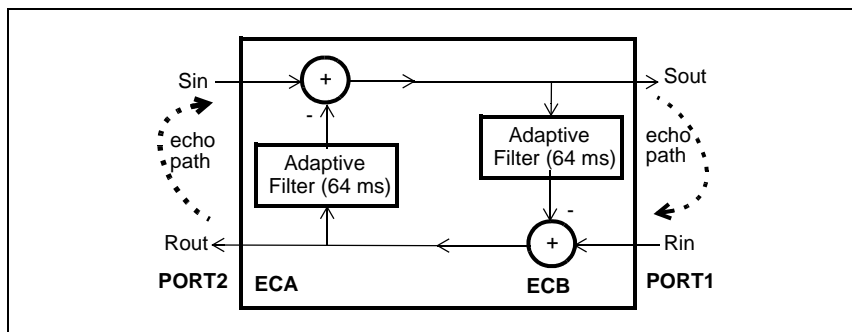 Sin
+
Sout
-
echo
path
Adaptive
Filter (64 ms)
Adaptive
Filter (64 ms)
echo
path
-
Rout
+
Rin
PORT2
ECA
ECB
PORT1